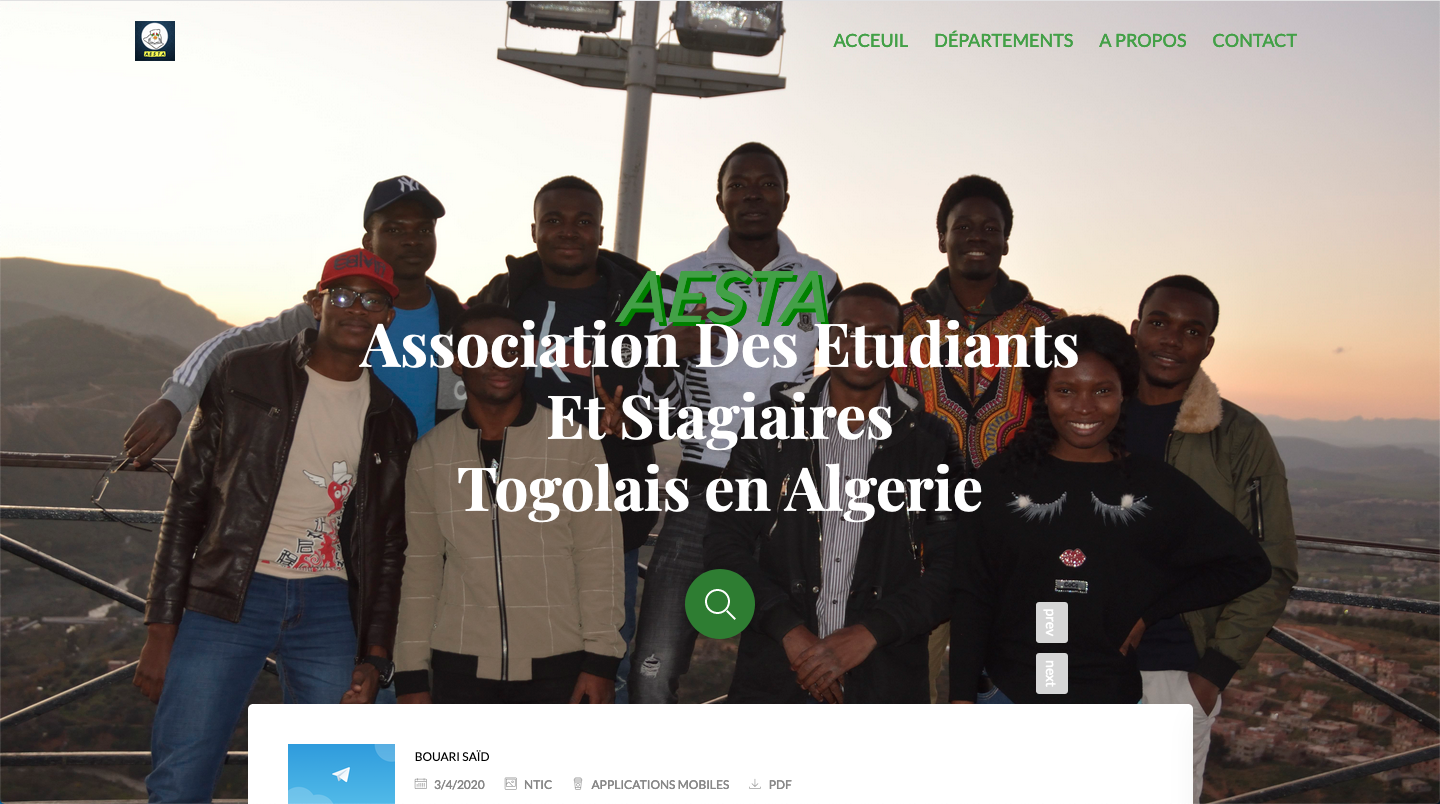 AESTA
ACCEUIL DÉPARTEMENTS A PROPOS CONTACT
NY
AESTA
Association Des Etudiants
Et Stagiaires
Togolais en Algerie
prev
next
BOUARI SAÏD
3/4/2020 NTIC APPLICATIONS MOBILES PDF